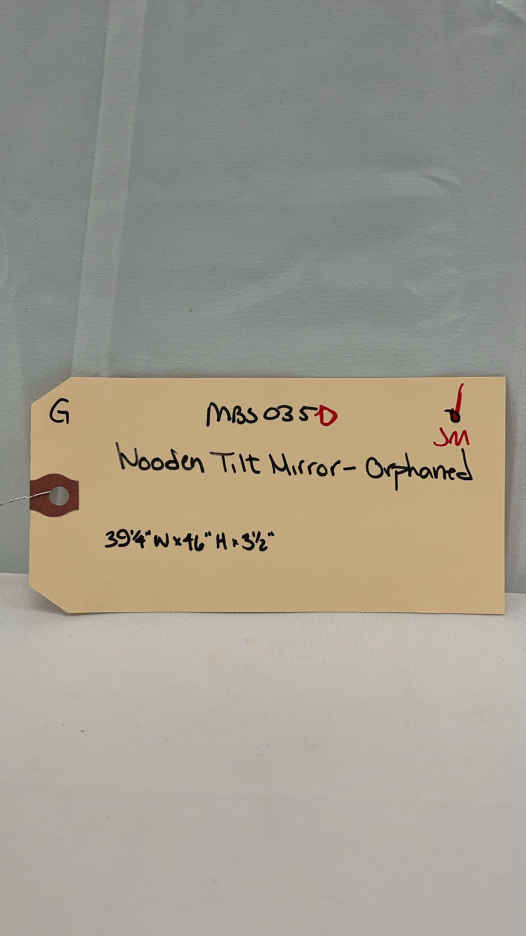 G MBS035D
JM
Wooden Tilt Mirror - Orphaned
39¼" W x 46" H x 3½"